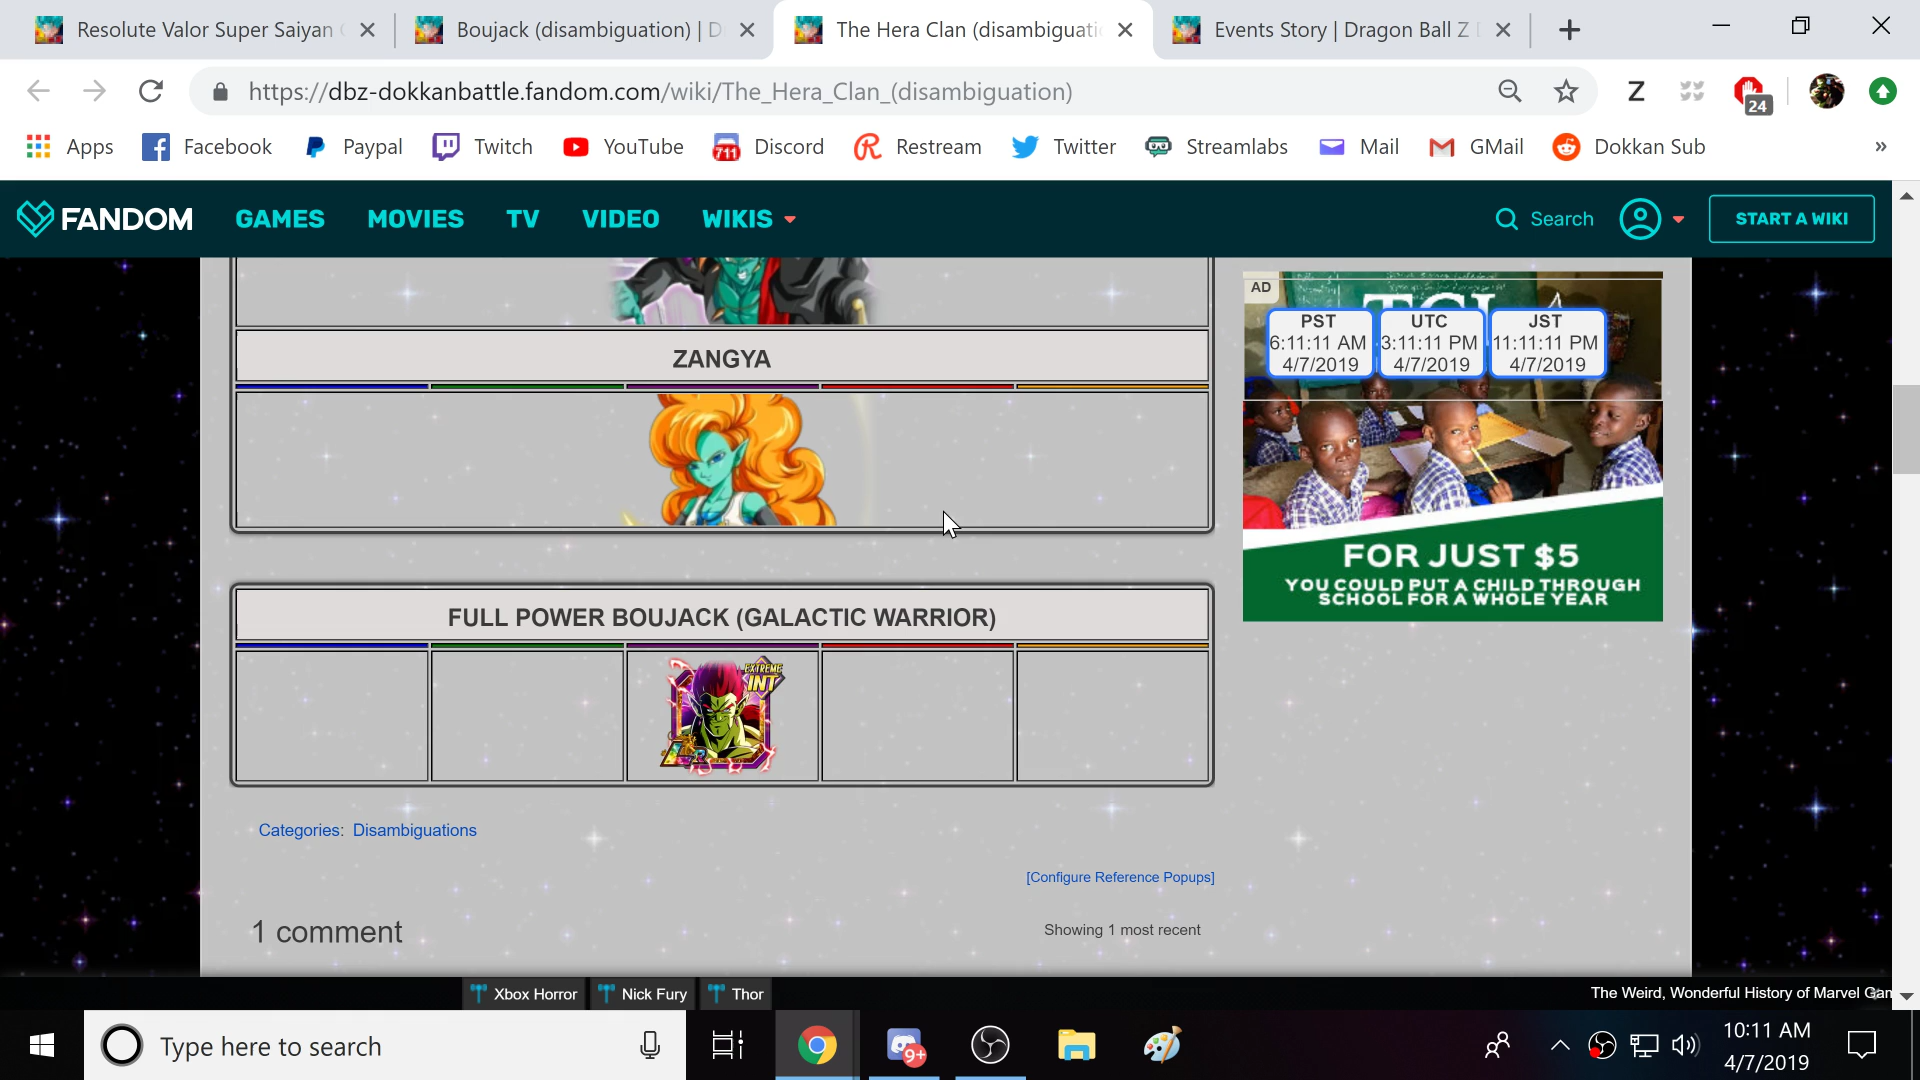 Resolute Valor Super Saiyan
Boujack (disambiguation) | D
The Hera Clan (disambiguati
Events Story | Dragon Ball Z
https://dbz-dokkanbattle.fandom.com/wiki/The_Hera_Clan_(disambiguation)
Z
24
Apps
Facebook
Paypal
Twitch
711
Discord
YouTube
Restream
Twitter
Streamlabs
Mail
GMail
Dokkan Sub
»
FANDOM
GAMES
MOVIES
TV
VIDEO
WIKIS
Search
START A WIKI
ZANGYA
FULL POWER BOUJACK (GALACTIC WARRIOR)
EXTREME
INT
LR
Categories: Disambiguations
[Configure Reference Popups]
1 comment
Showing 1 most recent
AD
PST
6:11:11 AM
4/7/2019
UTC
3:11:11 PM
4/7/2019
JST
11:11:11 PM
4/7/2019
FOR JUST $5
YOU COULD PUT A CHILD THROUGH
SCHOOL FOR A WHOLE YEAR
Xbox Horror
Nick Fury
Thor
The Weird, Wonderful History of Marvel Gam
Type here to search
9+
10:11 AM
4/7/2019